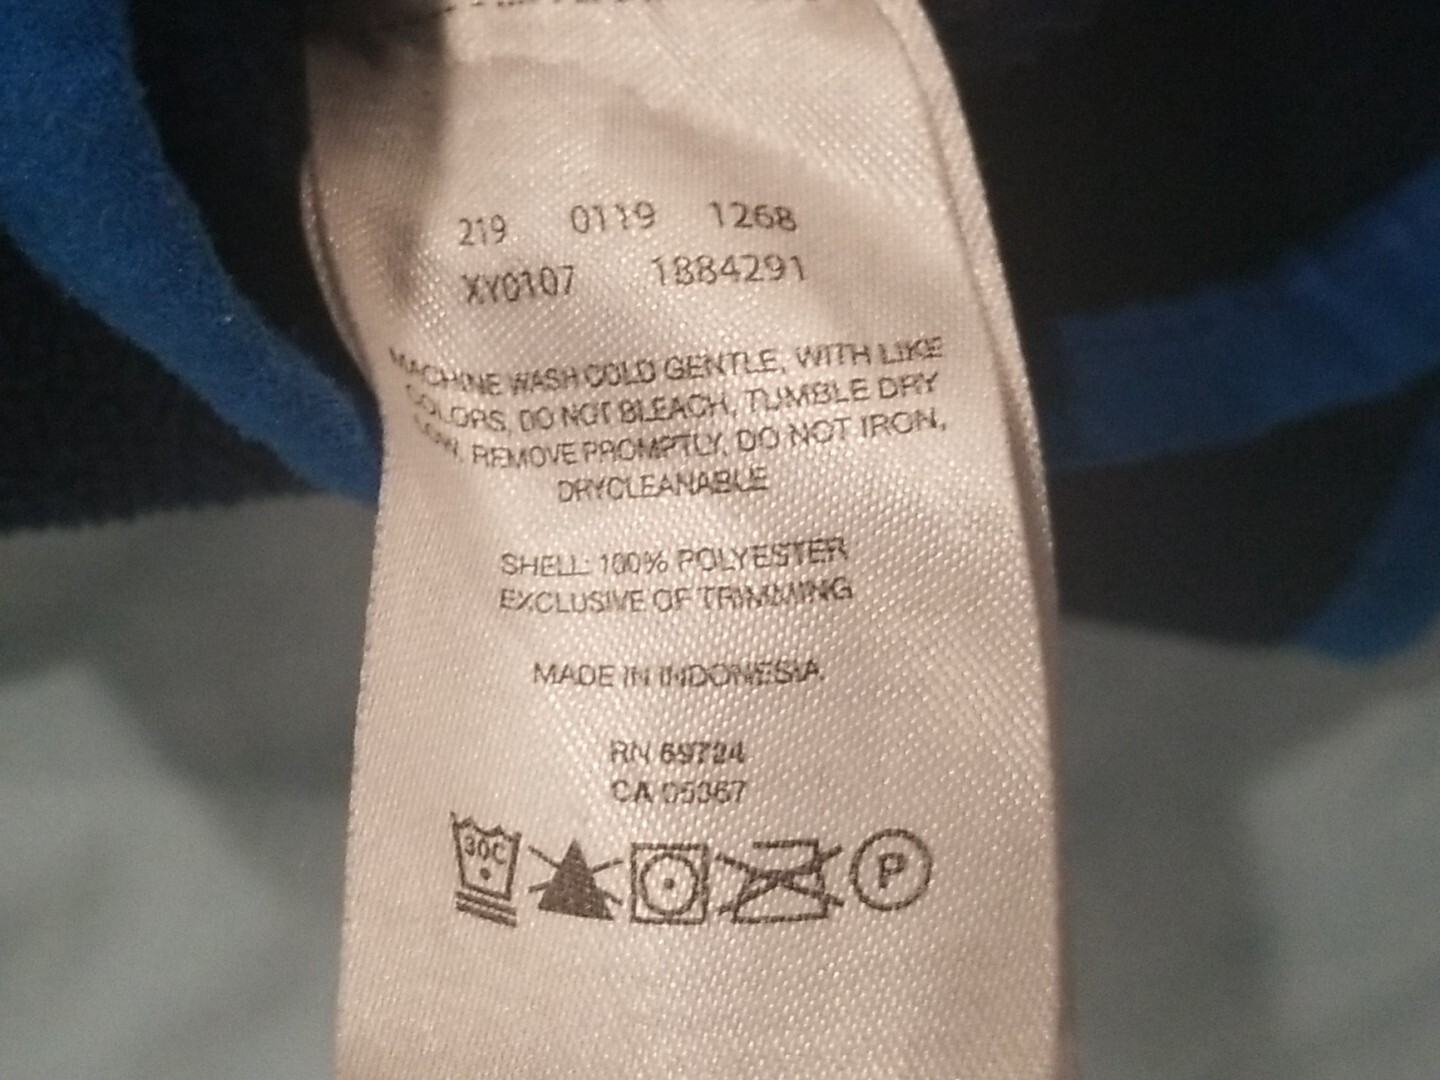 219 0119 1268
XY0107 1884291
MACHINE WASH COLD GENTLE, WITH LIKE
COLORS, DO NOT BLEACH, TUMBLE DRY
LOW, REMOVE PROMPTLY, DO NOT IRON,
DRYCLEANABLE
SHELL: 100% POLYESTER
EXCLUSIVE OF TRIMMING
MADE IN INDONESIA
RN 69724
CA 05367
30C
P